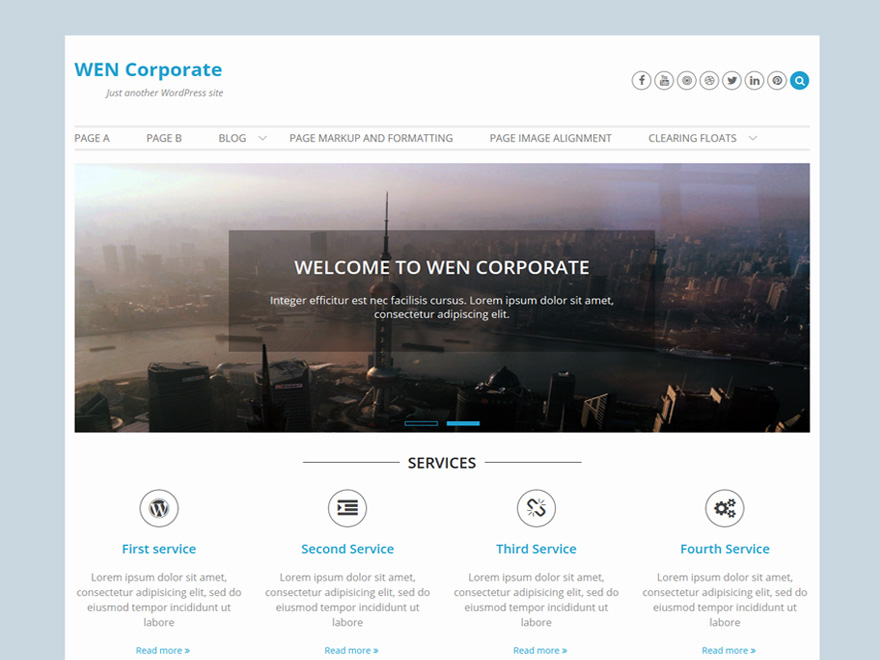 WEN Corporate
Just another WordPress site
PAGE A PAGE B BLOG PAGE MARKUP AND FORMATTING PAGE IMAGE ALIGNMENT CLEARING FLOATS
WELCOME TO WEN CORPORATE
Integer efficitur est nec facilisis cursus. Lorem ipsum dolor sit amet,
consectetur adipiscing elit.
SERVICES
First service
Lorem ipsum dolor sit amet,
consectetur adipiscing elit, sed do
eiusmod tempor incididunt ut
labore
Read more »
Second Service
Lorem ipsum dolor sit amet,
consectetur adipiscing elit, sed do
eiusmod tempor incididunt ut
labore
Read more »
Third Service
Lorem ipsum dolor sit amet,
consectetur adipiscing elit, sed do
eiusmod tempor incididunt ut
labore
Read more »
Fourth Service
Lorem ipsum dolor sit amet,
consectetur adipiscing elit, sed do
eiusmod tempor incididunt ut
labore
Read more »